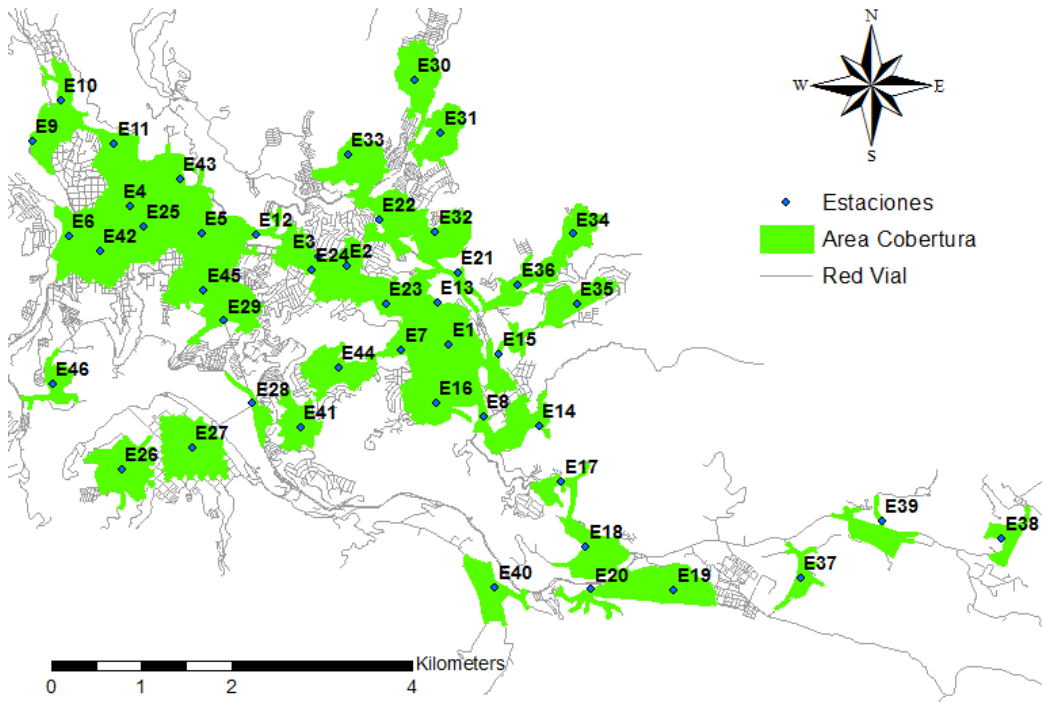 N
W
E
S
Estaciones
Area Cobertura
Red Vial
E30
E10
E31
E9
E11
E33
E43
E4
E22
E34
E6
E25
E5
E12
E32
E42
E3
E24
E2
E21
E36
E45
E23
E13
E35
E29
E7
E1
E15
E44
E46
E28
E16
E8
E14
E41
E27
E26
E17
E39
E38
E18
E37
E40
E20
E19
Kilometers
0 1 2 4